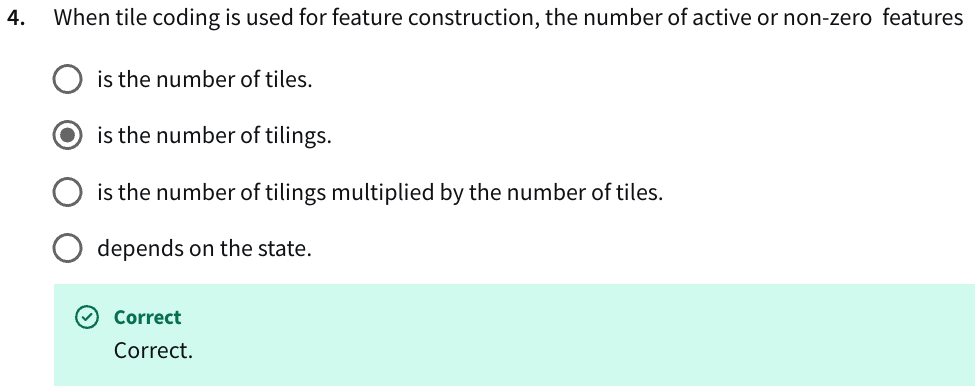 4. When tile coding is used for feature construction, the number of active or non-zero features
is the number of tiles.
is the number of tilings.
is the number of tilings multiplied by the number of tiles.
depends on the state.
Correct
Correct.